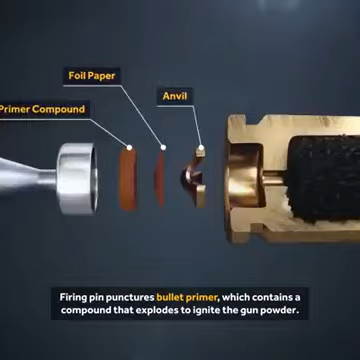 Foil Paper
Primer Compound
Anvil
Firing pin punctures bullet primer, which contains a
compound that explodes to ignite the gun powder.